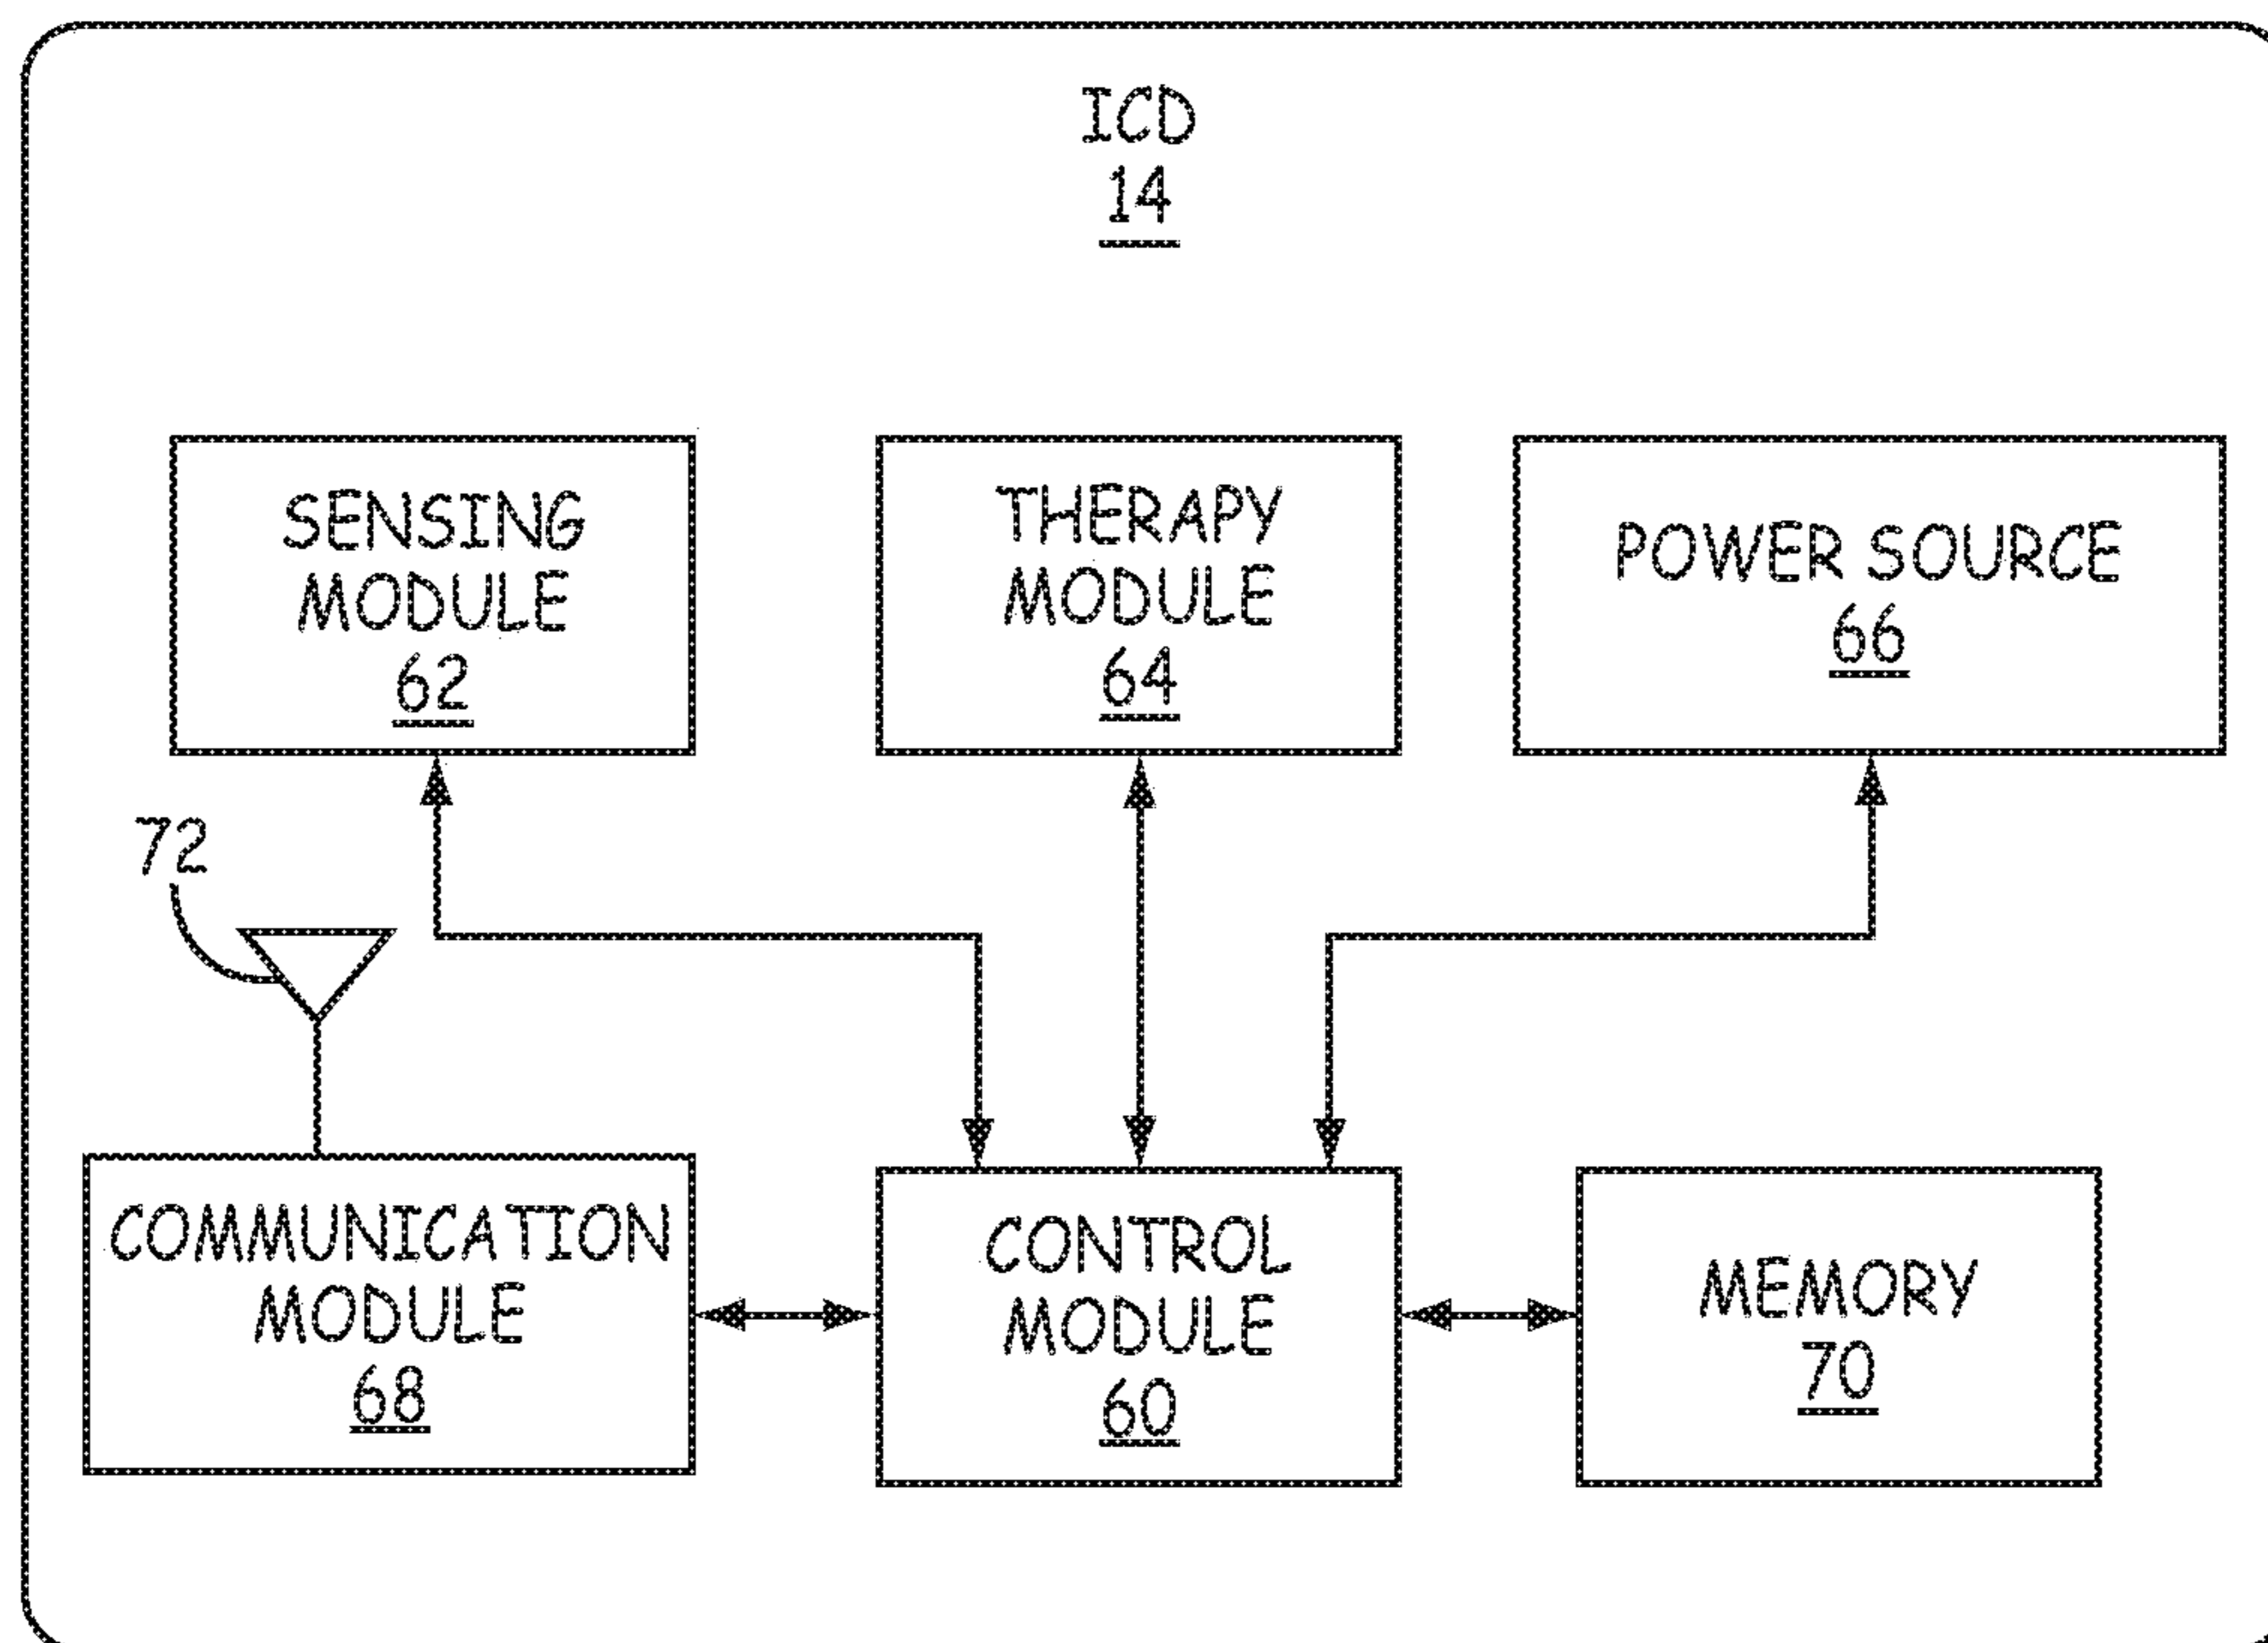 ICD
14
SENSING
MODULE
62
THERAPY
MODULE
64
POWER SOURCE
66
72
COMMUNICATION
MODULE
68
CONTROL
MODULE
60
MEMORY
70